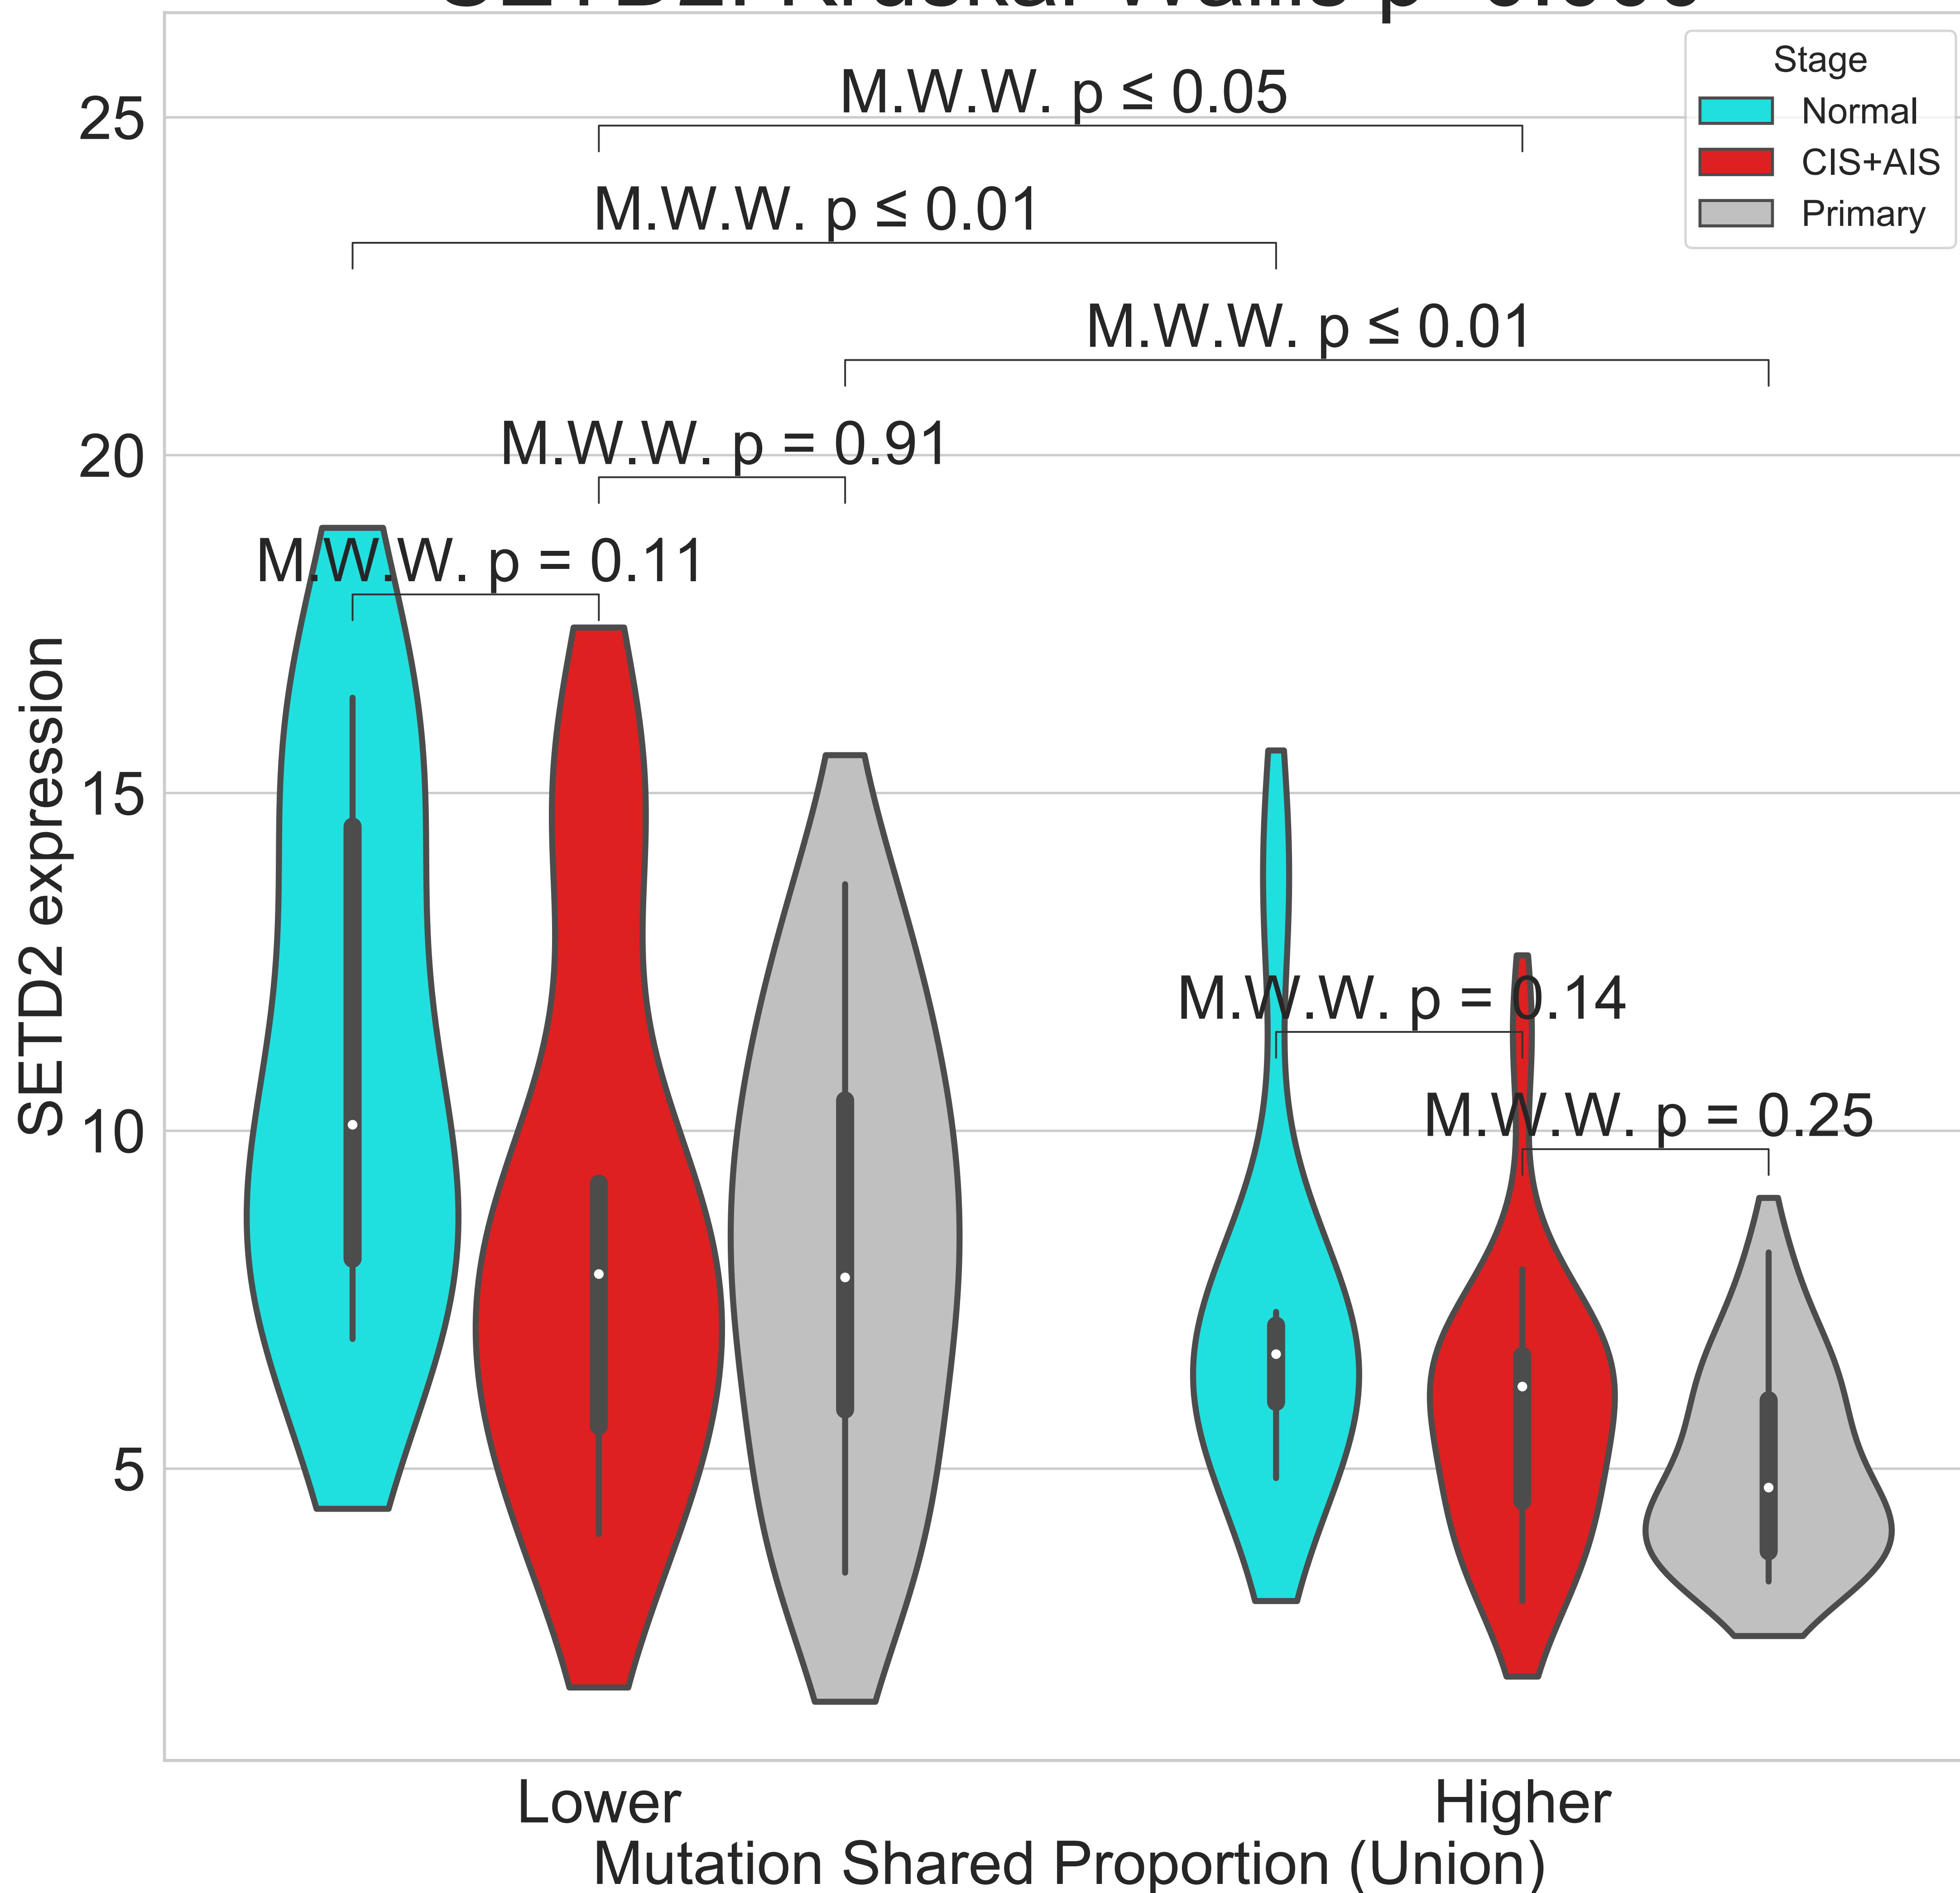 Stage
Normal
CIS+AIS
Primary
M.W.W. p ≤ 0.05
M.W.W. p ≤ 0.01
M.W.W. p ≤ 0.01
M.W.W. p = 0.91
M.W.W. p = 0.11
M.W.W. p = 0.14
M.W.W. p = 0.25
25
20
15
10
5
SETD2 expression
Lower
Higher
Mutation Shared Proportion (Union)